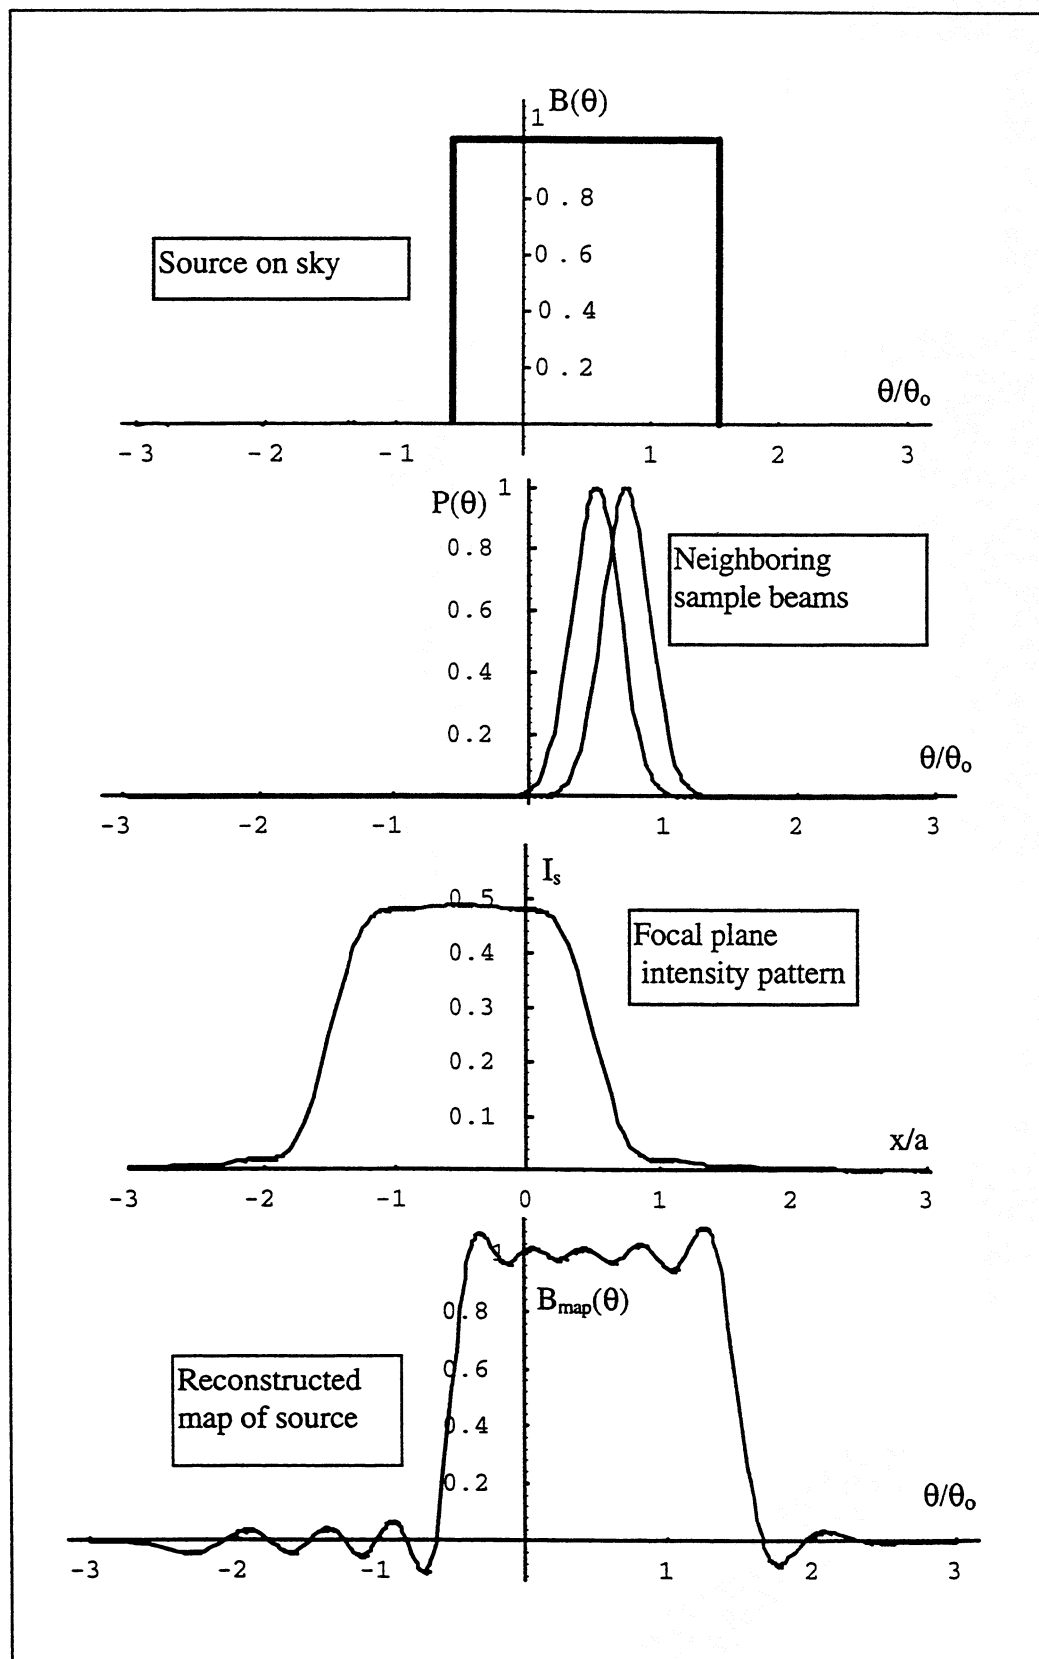 B(θ)
1
0.8
Source on sky
0.6
0.4
0.2
θ/θ₀
-3 -2 -1 1 2 3
P(θ)
1
0.8
Neighboring
sample beams
0.6
0.4
0.2
θ/θ₀
-3 -2 -1 1 2 3
Iₛ
0.5
Focal plane
intensity pattern
0.4
0.3
0.2
0.1
x/a
-3 -2 -1 0 1 2 3
1
B_map(θ)
0.8
Reconstructed
map of source
0.6
0.4
0.2
θ/θ₀
-3 -2 -1 1 2 3